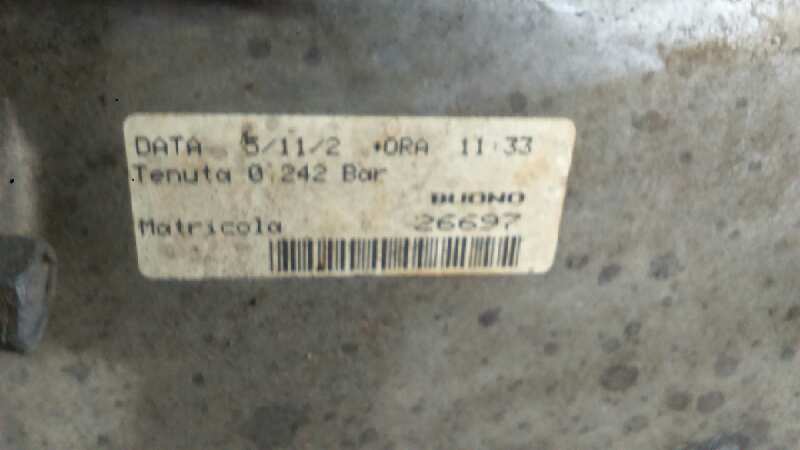 DATA 5/11/2 +ORA 11:33
Tenuta 0.242 Bar
BUONO
Matricola 26697